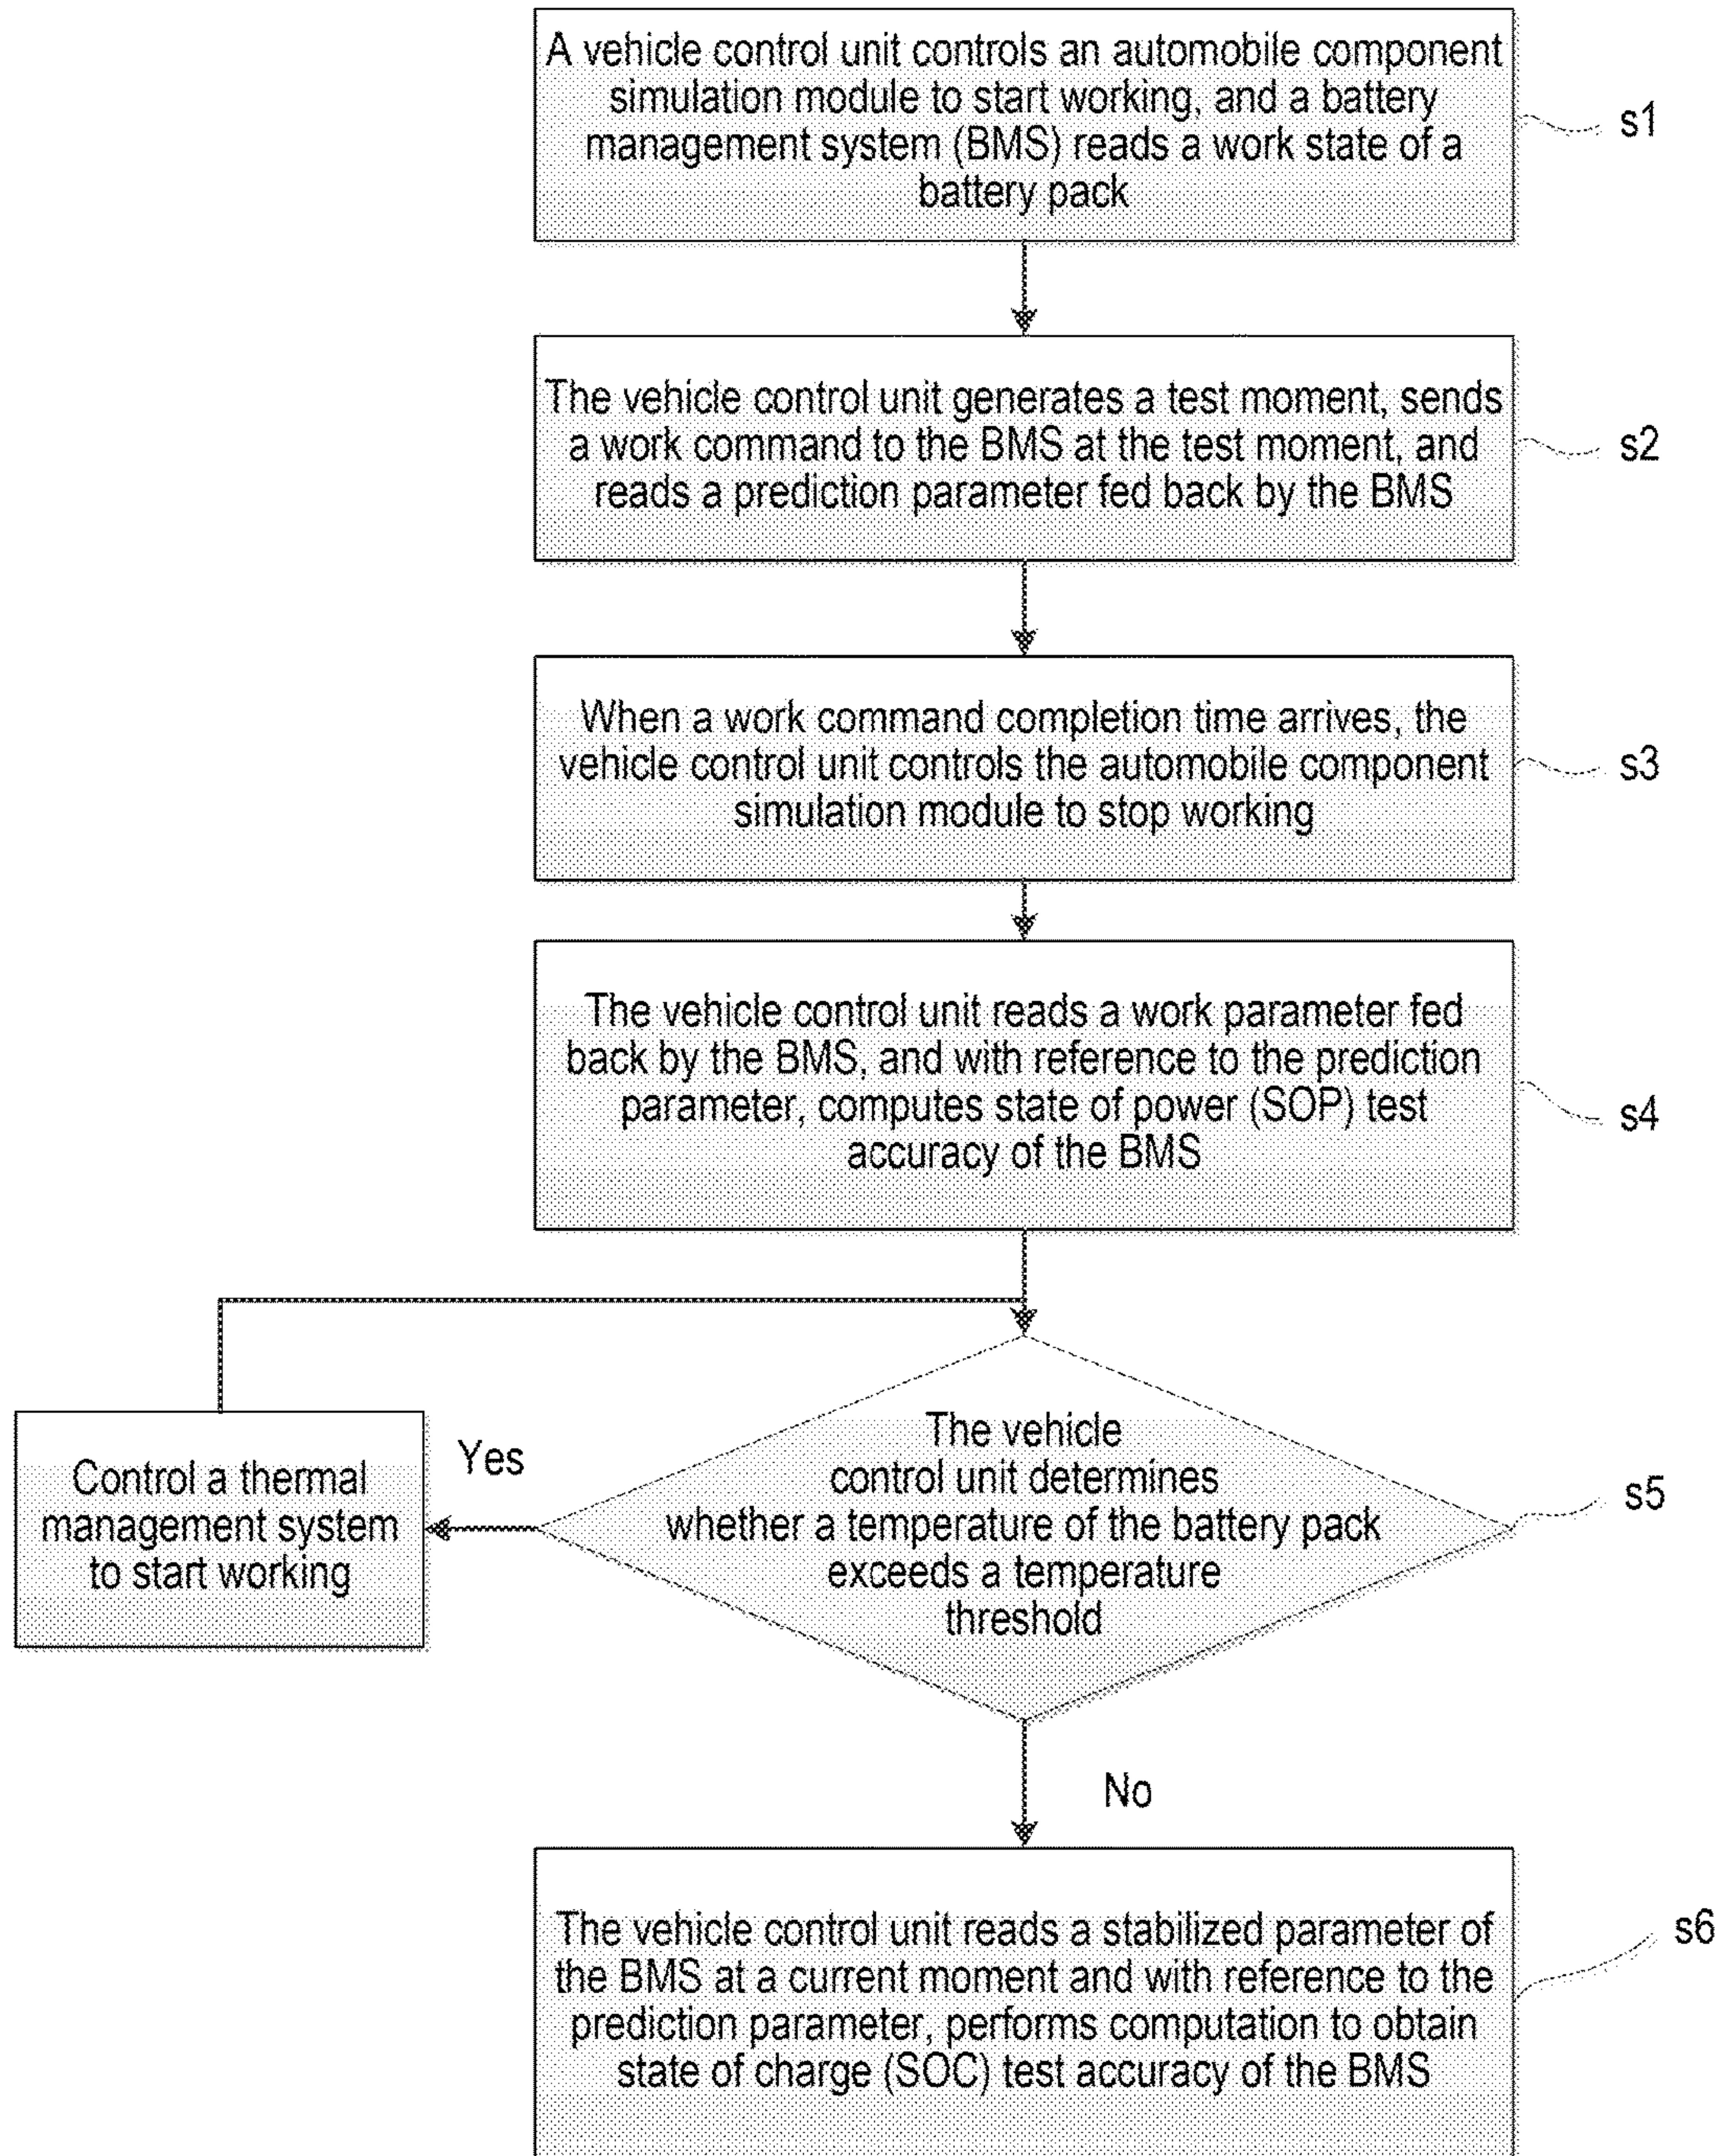 A vehicle control unit controls an automobile component
simulation module to start working, and a battery
management system (BMS) reads a work state of a
battery pack
s1
The vehicle control unit generates a test moment, sends
a work command to the BMS at the test moment, and
reads a prediction parameter fed back by the BMS
s2
When a work command completion time arrives, the
vehicle control unit controls the automobile component
simulation module to stop working
s3
The vehicle control unit reads a work parameter fed
back by the BMS, and with reference to the prediction
parameter, computes state of power (SOP) test
accuracy of the BMS
s4
The vehicle
control unit determines
whether a temperature of the battery pack
exceeds a temperature
threshold
s5
Yes
Control a thermal
management system
to start working
No
The vehicle control unit reads a stabilized parameter of
the BMS at a current moment and with reference to the
prediction parameter, performs computation to obtain
state of charge (SOC) test accuracy of the BMS
s6